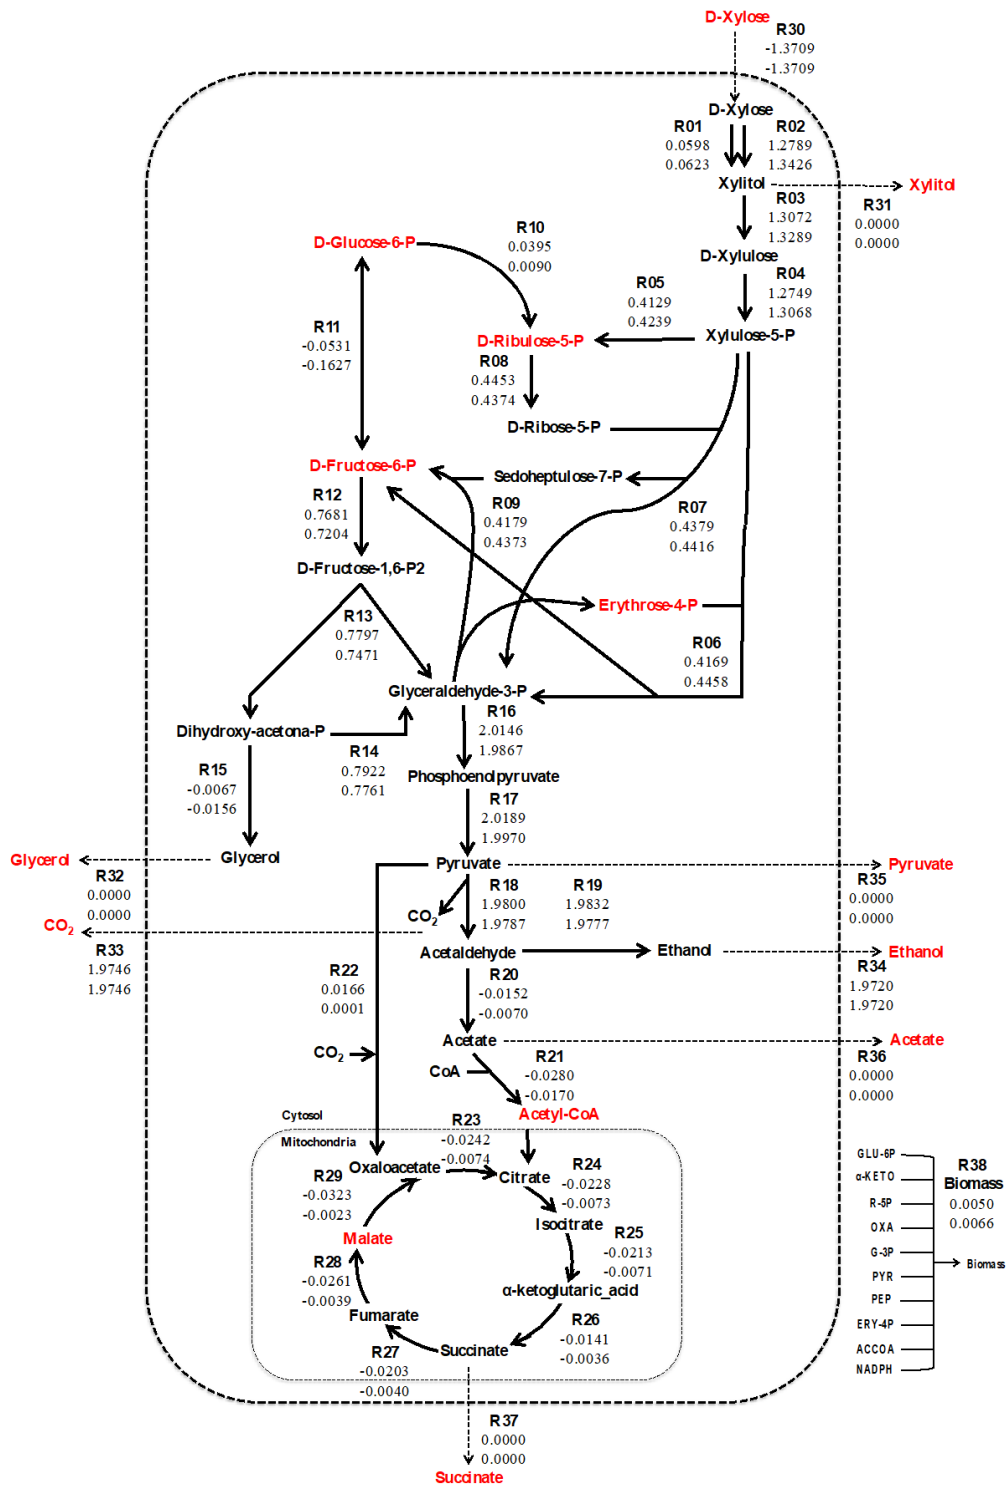 D-Xylose
R30
-1.3709
-1.3709
D-Xylose
R01
0.0598
0.0623
R02
1.2789
1.3426
Xylitol
Xylitol
R31
0.0000
0.0000
R03
1.3072
1.3289
D-Xylulose
R04
1.2749
1.3068
Xylulose-5-P
R05
0.4129
0.4239
R10
0.0395
0.0090
D-Glucose-6-P
R11
-0.0531
-0.1627
D-Ribulose-5-P
R08
0.4453
0.4374
D-Ribose-5-P
D-Fructose-6-P
Sedoheptulose-7-P
R12
0.7681
0.7204
R09
0.4179
0.4373
R07
0.4379
0.4416
D-Fructose-1,6-P2
R13
0.7797
0.7471
Erythrose-4-P
R06
0.4169
0.4458
Glyceraldehyde-3-P
R16
2.0146
1.9867
Dihydroxy-acetona-P
R14
0.7922
0.7761
R15
-0.0067
-0.0156
Phosphoenolpyruvate
R17
2.0189
1.9970
Glycerol
Glycerol
R32
0.0000
0.0000
Pyruvate
Pyruvate
R35
0.0000
0.0000
R18
1.9800
1.9787
R19
1.9832
1.9777
CO2
CO2
R33
1.9746
1.9746
Acetaldehyde
Ethanol
Ethanol
R34
1.9720
1.9720
R22
0.0166
0.0001
R20
-0.0152
-0.0070
Acetate
Acetate
R36
0.0000
0.0000
CO2
CoA
R21
-0.0280
-0.0170
Acetyl-CoA
Cytosol
Mitochondria
R23
-0.0242
-0.0074
Oxaloacetate
Citrate
R24
-0.0228
-0.0073
R29
-0.0323
-0.0023
Isocitrate
R25
-0.0213
-0.0071
Malate
R28
-0.0261
-0.0039
α-ketoglutaric_acid
Fumarate
R26
-0.0141
-0.0036
Succinate
R27
-0.0203
-0.0040
R37
0.0000
0.0000
Succinate
GLU-6P
α-KETO
R-5P
OXA
G-3P
PYR
PEP
ERY-4P
ACCOA
NADPH
R38
Biomass
0.0050
0.0066
Biomass